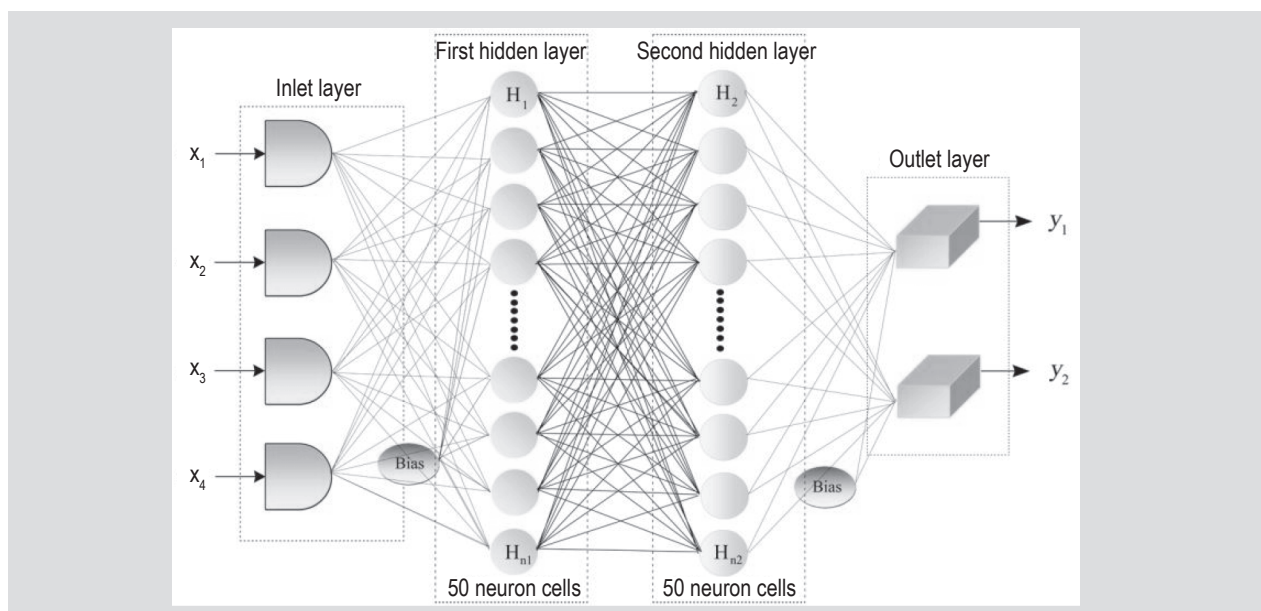 First hidden layer
Second hidden layer
Inlet layer
Outlet layer
H₁
H₂
x₁
x₂
x₃
x₄
y₁
y₂
Bias
Bias
Hₙ₁
Hₙ₂
50 neuron cells
50 neuron cells